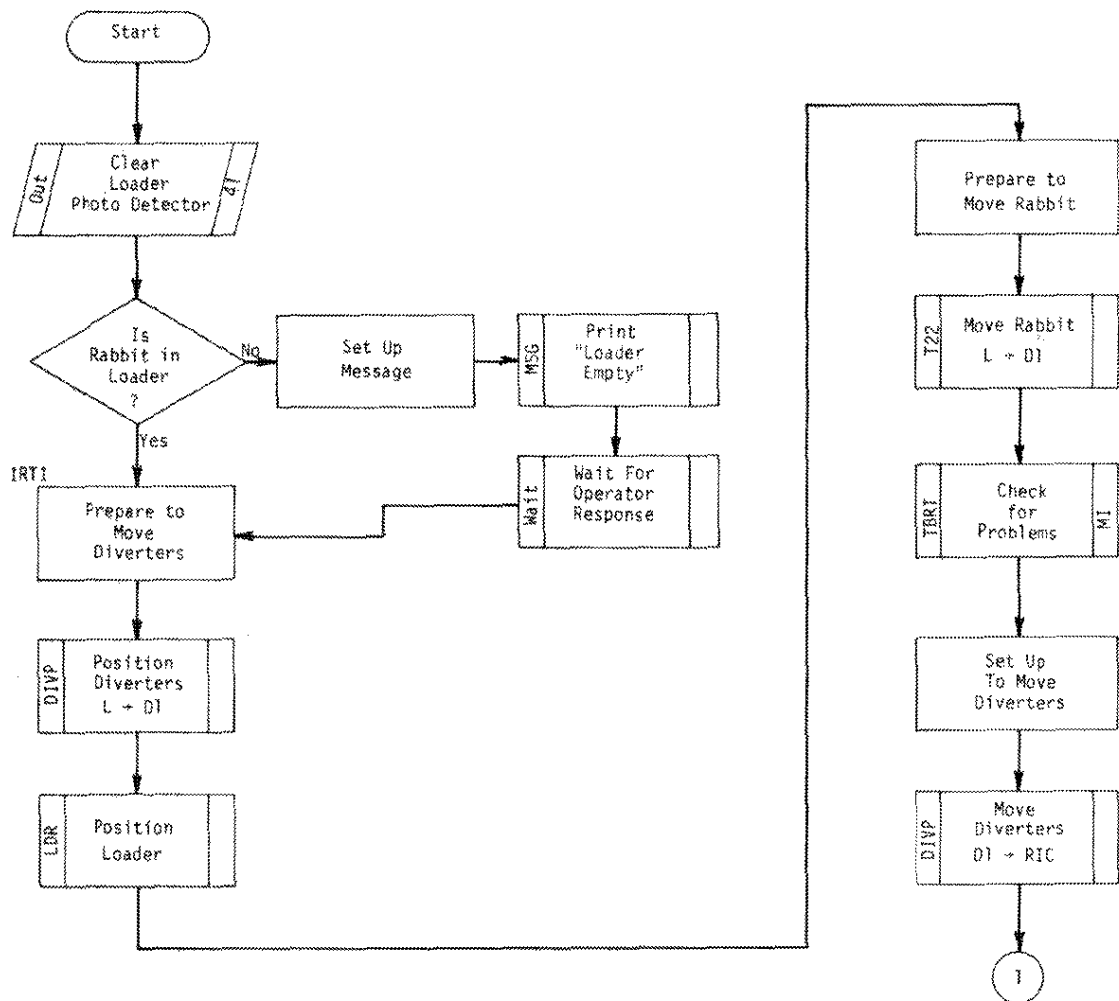 Start
Out
Clear
Loader
Photo Detector
41
Is
Rabbit in
Loader
?
No
Set Up
Message
MSG
Print
"Loader
Empty"
Wait
Wait For
Operator
Response
Yes
IRT1
Prepare to
Move
Diverters
DIVP
Position
Diverters
L → D1
LDR
Position
Loader
Prepare to
Move Rabbit
T22
Move Rabbit
L → D1
TBRT
Check
for
Problems
MI
Set Up
To Move
Diverters
DIVP
Move
Diverters
D1 → RIC
1